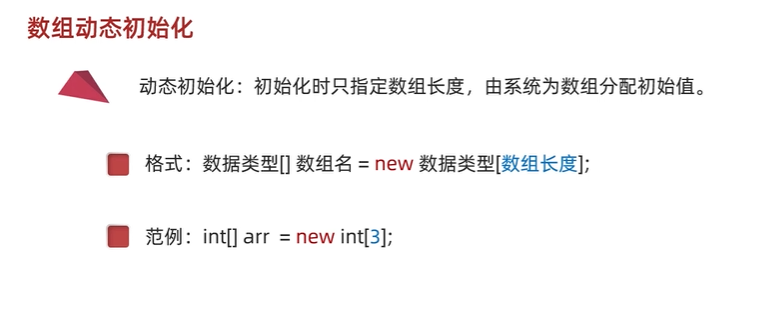 数组动态初始化
动态初始化：初始化时只指定数组长度，由系统为数组分配初始值。
格式：数据类型[] 数组名 = new 数据类型[数组长度];
范例：int[] arr = new int[3];